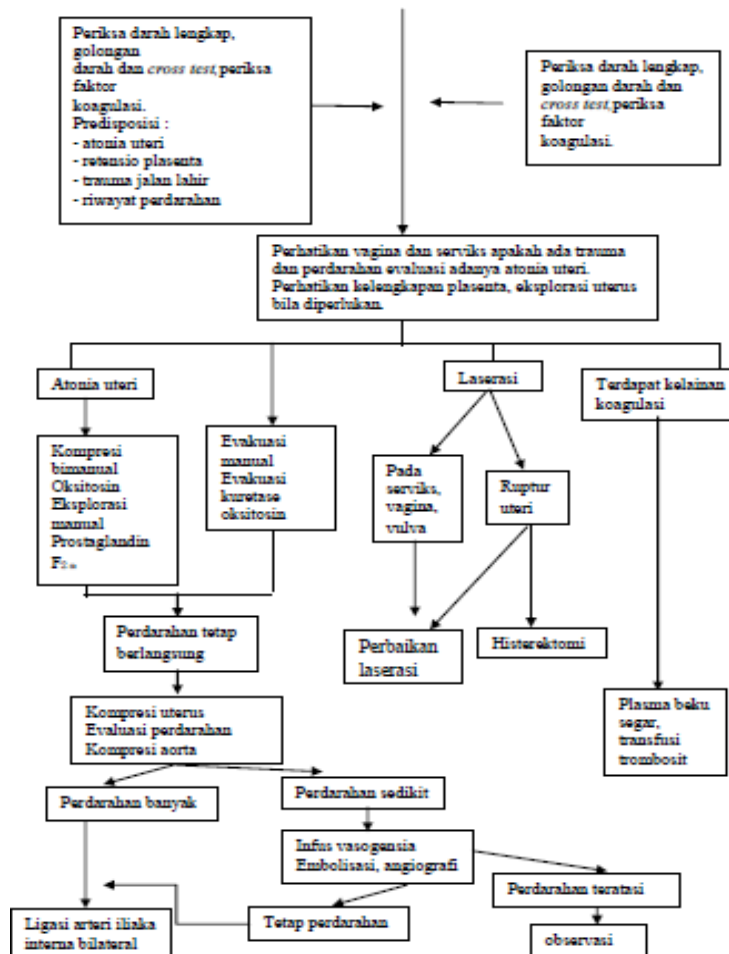 Periksa darah lengkap,
golongan
darah dan cross test,periksa
faktor
koagulasi.
Predisposisi :
- atonia uteri
- retensio plasenta
- trauma jalan lahir
- riwayat perdarahan
Periksa darah lengkap,
golongan darah dan
cross test,periksa
faktor
koagulasi.
Perhatikan vagina dan serviks apakah ada trauma
dan perdarahan evaluasi adanya atonia uteri.
Perhatikan kelengkapan plasenta, eksplorasi uterus
bila diperlukan.
Atonia uteri
Laserasi
Terdapat kelainan
koagulasi
Kompresi
bimanual
Oksitosin
Eksplorasi
manual
Prostaglandin
F2α
Evakuasi
manual
Evakuasi
kuretase
oksitosin
Pada
serviks,
vagina,
vulva
Ruptur
uteri
Perdarahan tetap
berlangsung
Perbaikan
laserasi
Histerektomi
Kompresi uterus
Evaluasi perdarahan
Kompresi aorta
Plasma beku
segar,
transfusi
trombosit
Perdarahan banyak
Perdarahan sedikit
Infus vasogensia
Embolisasi, angiografi
Perdarahan teratasi
Ligasi arteri iliaka
interna bilateral
Tetap perdarahan
observasi